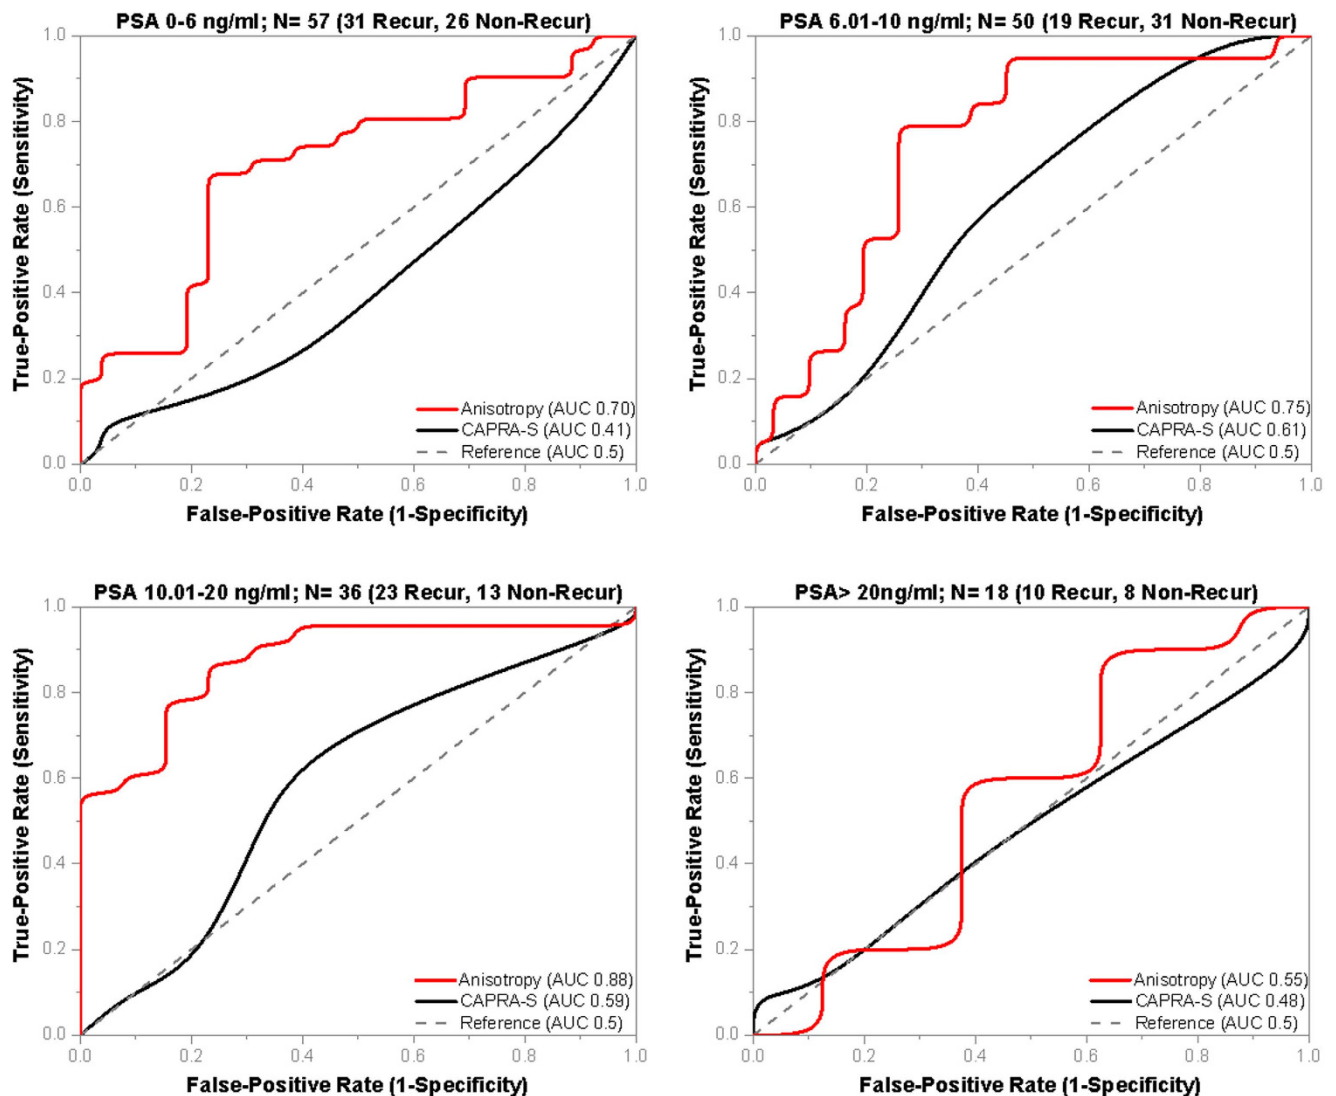 PSA 0-6 ng/ml; N= 57 (31 Recur, 26 Non-Recur)
1.0
0.8
0.6
0.4
0.2
0.0
True-Positive Rate (Sensitivity)
Anisotropy (AUC 0.70)
CAPRA-S (AUC 0.41)
Reference (AUC 0.5)
0.0 0.2 0.4 0.6 0.8 1.0
False-Positive Rate (1-Specificity)
PSA 6.01-10 ng/ml; N= 50 (19 Recur, 31 Non-Recur)
1.0
0.8
0.6
0.4
0.2
0.0
True-Positive Rate (Sensitivity)
Anisotropy (AUC 0.75)
CAPRA-S (AUC 0.61)
Reference (AUC 0.5)
0.0 0.2 0.4 0.6 0.8 1.0
False-Positive Rate (1-Specificity)
PSA 10.01-20 ng/ml; N= 36 (23 Recur, 13 Non-Recur)
1.0
0.8
0.6
0.4
0.2
0.0
True-Positive Rate (Sensitivity)
Anisotropy (AUC 0.88)
CAPRA-S (AUC 0.59)
Reference (AUC 0.5)
0.0 0.2 0.4 0.6 0.8 1.0
False-Positive Rate (1-Specificity)
PSA> 20ng/ml; N= 18 (10 Recur, 8 Non-Recur)
1.0
0.8
0.6
0.4
0.2
0.0
True-Positive Rate (Sensitivity)
Anisotropy (AUC 0.55)
CAPRA-S (AUC 0.48)
Reference (AUC 0.5)
0.0 0.2 0.4 0.6 0.8 1.0
False-Positive Rate (1-Specificity)